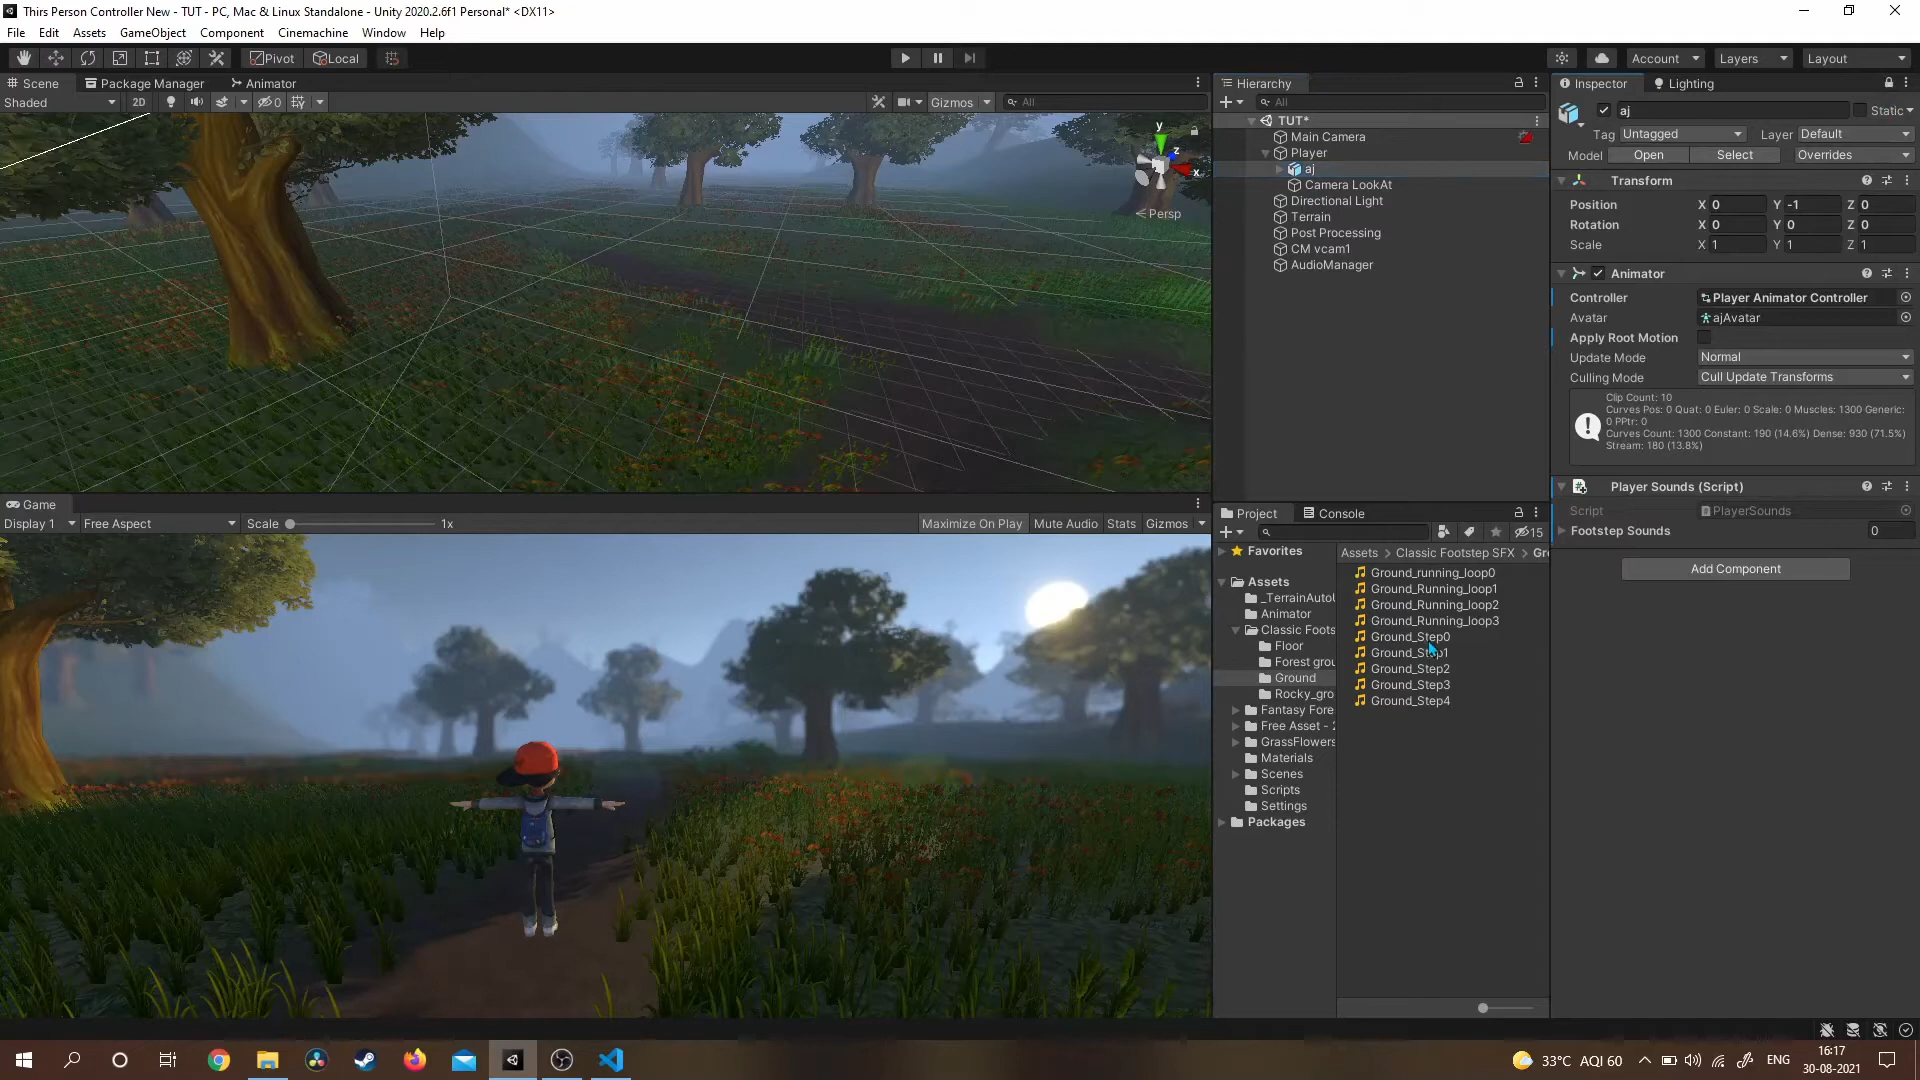 Thirs Person Controller New - TUT - PC, Mac & Linux Standalone - Unity 2020.2.6f1 Personal* <DX11>
File Edit Assets GameObject Component Cinemachine Window Help
Pivot Local Account Layers Layout
Scene Package Manager Animator
Shaded 2D 0 Gizmos All
y
z
x
Persp
Hierarchy
All
TUT*
Main Camera
Player
aj
Camera LookAt
Directional Light
Terrain
Post Processing
CM vcam1
AudioManager
Inspector Lighting
aj Static
Tag Untagged Layer Default
Model Open Select Overrides
Transform
Position X 0 Y -1 Z 0
Rotation X 0 Y 0 Z 0
Scale X 1 Y 1 Z 1
Animator
Controller Player Animator Controller
Avatar ajAvatar
Apply Root Motion
Update Mode Normal
Culling Mode Cull Update Transforms
Clip Count: 10
Curves Pos: 0 Quat: 0 Euler: 0 Scale: 0 Muscles: 1300 Generic:
0 PPtr: 0
Curves Count: 1300 Constant: 190 (14.6%) Dense: 930 (71.5%)
Stream: 180 (13.8%)
Player Sounds (Script)
Script PlayerSounds
Footstep Sounds 0
Add Component
Game
Display 1 Free Aspect Scale 1x Maximize On Play Mute Audio Stats Gizmos
Project Console
15
Favorites
Assets
_TerrainAutoU
Animator
Classic Foots
Floor
Forest grou
Ground
Rocky_gro
Fantasy Fore
Free Asset - 2
GrassFlowers
Materials
Scenes
Scripts
Settings
Packages
Assets > Classic Footstep SFX > Gr
Ground_running_loop0
Ground_Running_loop1
Ground_Running_loop2
Ground_Running_loop3
Ground_Step0
Ground_Step1
Ground_Step2
Ground_Step3
Ground_Step4
33°C AQI 60 ENG 16:17
30-08-2021